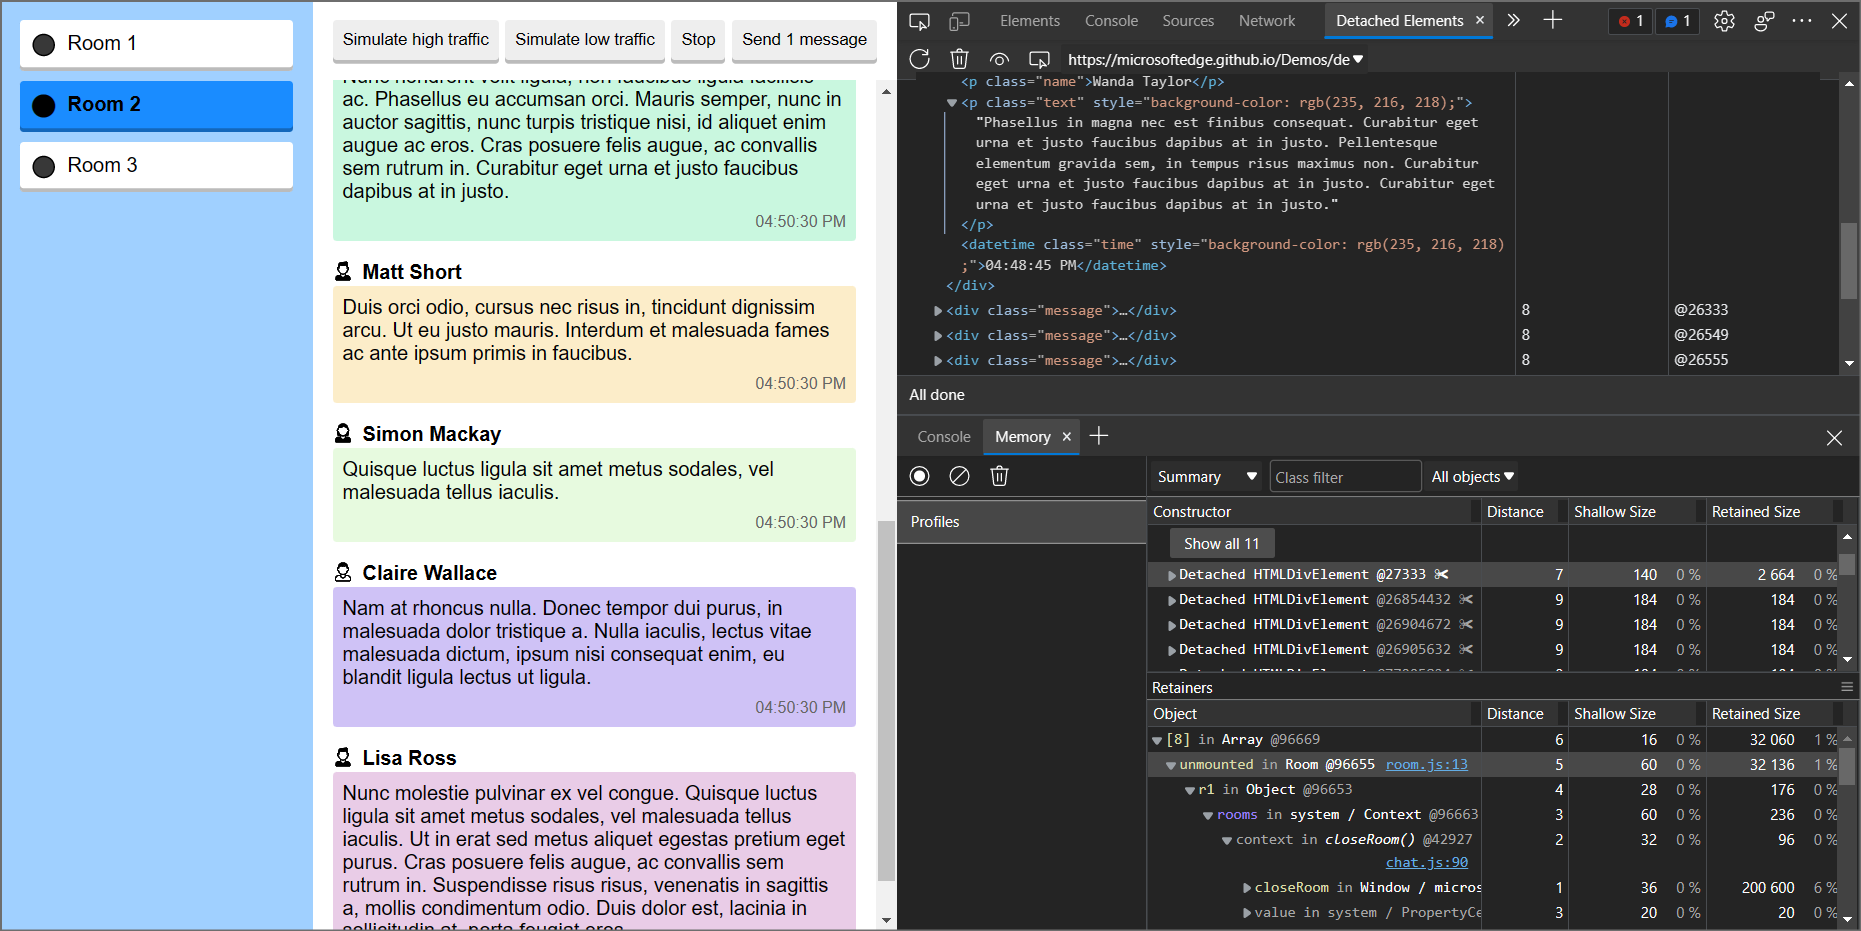 Room 1
Room 2
Room 3
Simulate high traffic
Simulate low traffic
Stop
Send 1 message
Nunc hendrerit velit ligula, non faucibus ligula facilisis
ac. Phasellus eu accumsan orci. Mauris semper, nunc in
auctor sagittis, nunc turpis tristique nisi, id aliquet enim
augue ac eros. Cras posuere felis augue, ac convallis
sem rutrum in. Curabitur eget urna et justo faucibus
dapibus at in justo.
04:50:30 PM
Matt Short
Duis orci odio, cursus nec risus in, tincidunt dignissim
arcu. Ut eu justo mauris. Interdum et malesuada fames
ac ante ipsum primis in faucibus.
04:50:30 PM
Simon Mackay
Quisque luctus ligula sit amet metus sodales, vel
malesuada tellus iaculis.
04:50:30 PM
Claire Wallace
Nam at rhoncus nulla. Donec tempor dui purus, in
malesuada dolor tristique a. Nulla iaculis, lectus vitae
malesuada dictum, ipsum nisi consequat enim, eu
blandit ligula lectus ut ligula.
04:50:30 PM
Lisa Ross
Nunc molestie pulvinar ex vel congue. Quisque luctus
ligula sit amet metus sodales, vel malesuada tellus
iaculis. Ut in erat sed metus aliquet egestas pretium eget
purus. Cras posuere felis augue, ac convallis sem
rutrum in. Suspendisse risus risus, venenatis in sagittis
a, mollis condimentum odio. Duis dolor est, lacinia in
sollicitudin at, porta feugiat eros.
Elements Console Sources Network Detached Elements 1 1
https://microsoftedge.github.io/Demos/de
<p class="name">Wanda Taylor</p>
<p class="text" style="background-color: rgb(235, 216, 218);">
"Phasellus in magna nec est finibus consequat. Curabitur eget
urna et justo faucibus dapibus at in justo. Pellentesque
elementum gravida sem, in tempus risus maximus non. Curabitur
eget urna et justo faucibus dapibus at in justo. Curabitur eget
urna et justo faucibus dapibus at in justo."
</p>
<datetime class="time" style="background-color: rgb(235, 216, 218)
;">04:48:45 PM</datetime>
</div>
<div class="message">…</div> 8 @26333
<div class="message">…</div> 8 @26549
<div class="message">…</div> 8 @26555
All done
Console Memory
Summary Class filter All objects
Profiles
Constructor Distance Shallow Size Retained Size
Show all 11
Detached HTMLDivElement @27333 7 140 0 % 2 664 0 %
Detached HTMLDivElement @26854432 9 184 0 % 184 0 %
Detached HTMLDivElement @26904672 9 184 0 % 184 0 %
Detached HTMLDivElement @26905632 9 184 0 % 184 0 %
Retainers
Object Distance Shallow Size Retained Size
[8] in Array @96669 6 16 0 % 32 060 1 %
unmounted in Room @96655 room.js:13 5 60 0 % 32 136 1 %
r1 in Object @96653 4 28 0 % 176 0 %
rooms in system / Context @96663 3 60 0 % 236 0 %
context in closeRoom() @42927 2 32 0 % 96 0 %
chat.js:90
closeRoom in Window / micros 1 36 0 % 200 600 6 %
value in system / PropertyCe 3 20 0 % 20 0 %